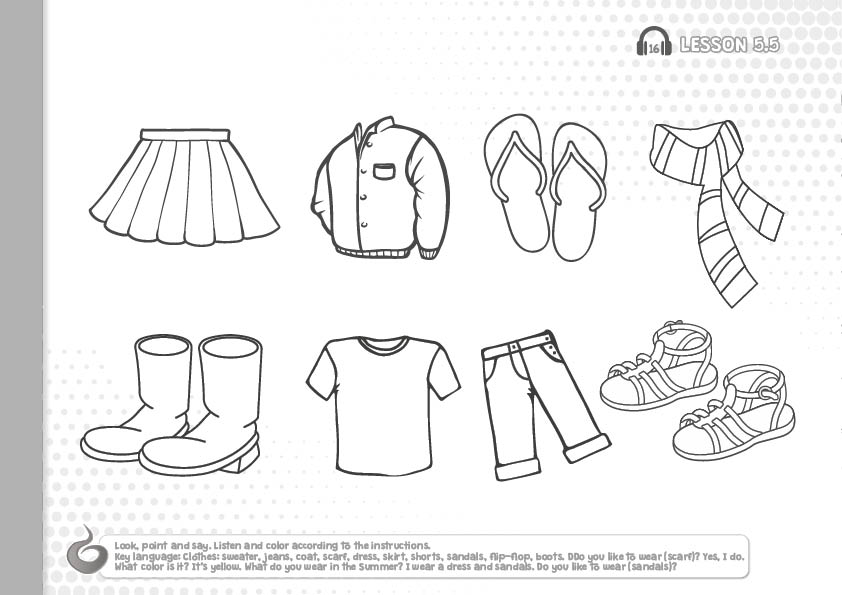 16 LESSON 5.5
Look, point and say. Listen and color according to the instructions.
Key language: Clothes: sweater, jeans, coat, scarf, dress, skirt, shorts, sandals, flip-flop, boots. DDo you like to wear (scarf)? Yes, I do.
What color is it? It's yellow. What do you wear in the Summer? I wear a dress and sandals. Do you like to wear (sandals)?